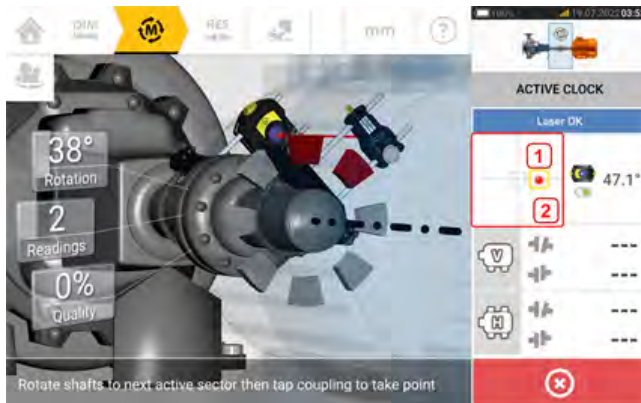 DIM
(M)
RES
mm
?
100%
19.07.2022 03:5
ACTIVE CLOCK
Laser OK
38°
Rotation
1
47.1°
2
2
Readings
V
---
---
0%
Quality
H
---
---
Rotate shafts to next active sector then tap coupling to take point